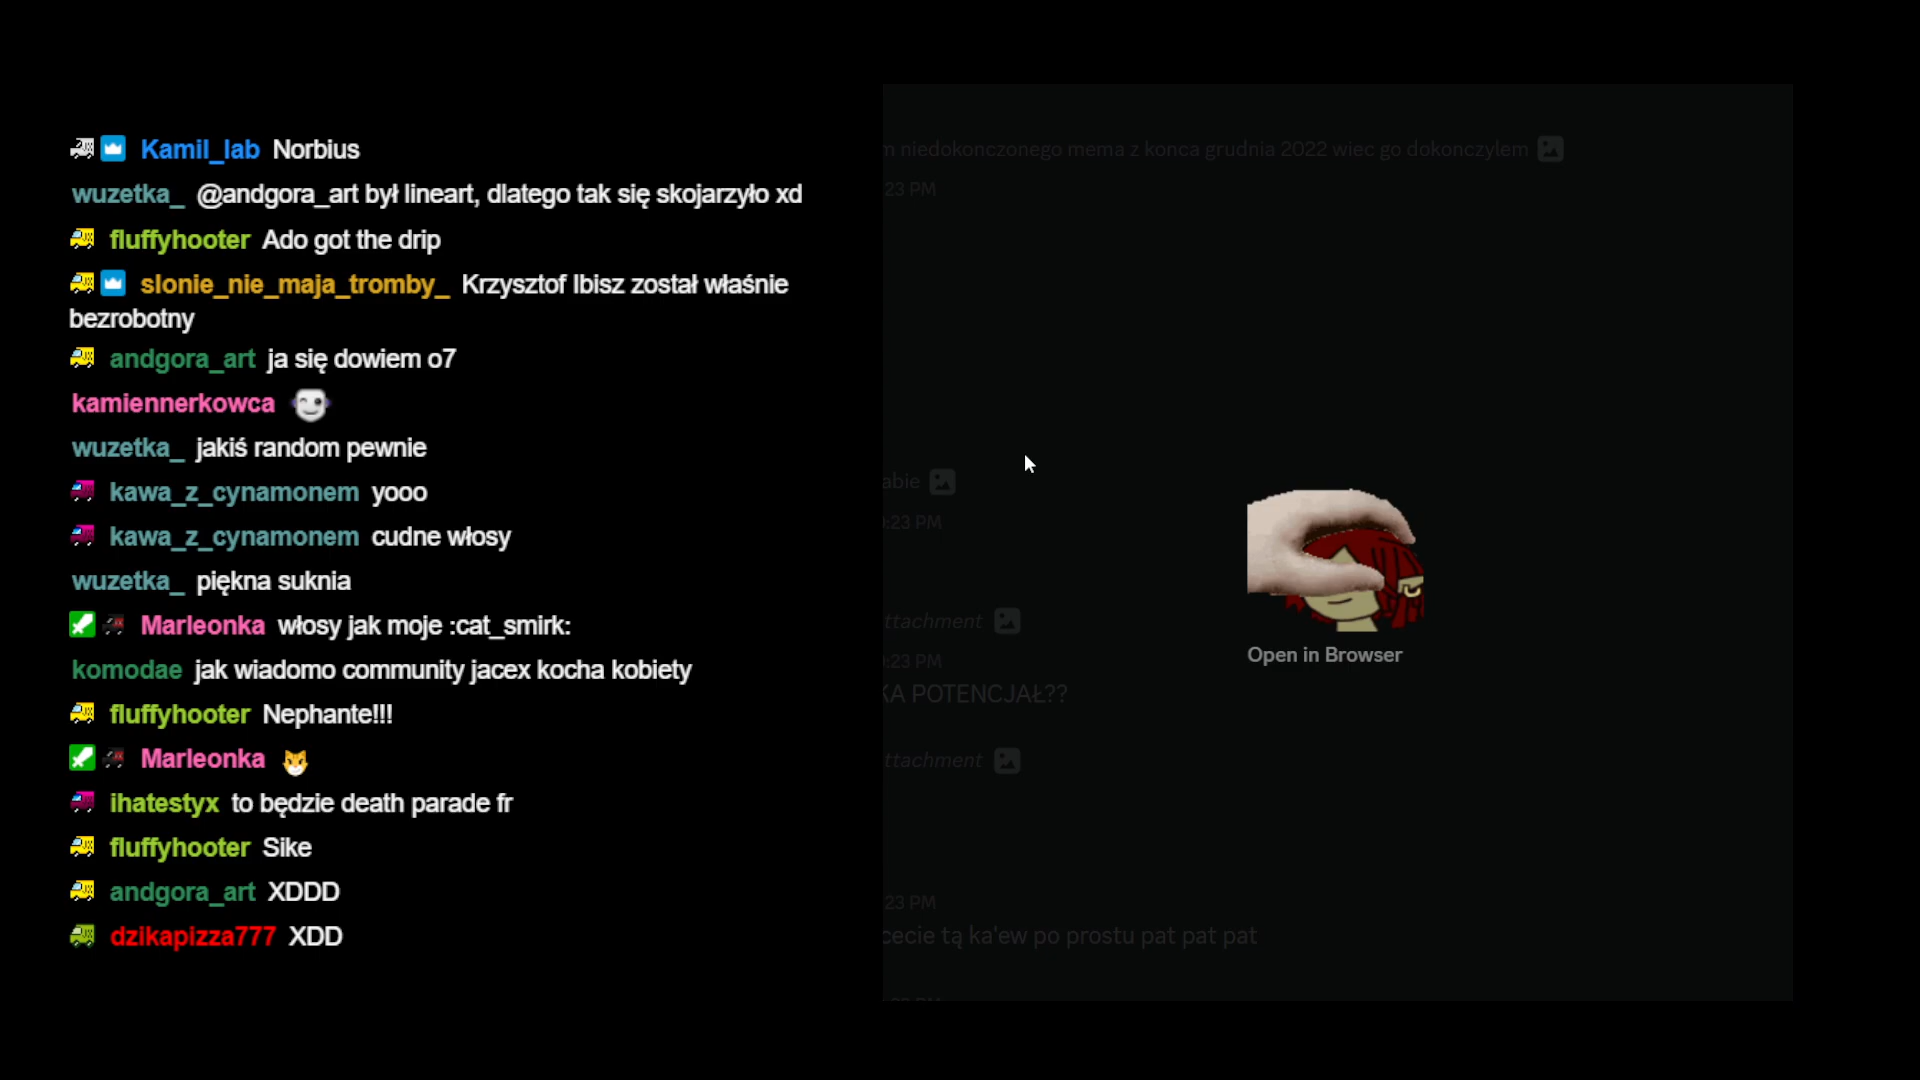 Kamil_lab Norbius
wuzetka_ @andgora_art był lineart, dlatego tak się skojarzyło xd
fluffyhooter Ado got the drip
slonie_nie_maja_tromby_ Krzysztof Ibisz został właśnie
bezrobotny
andgora_art ja się dowiem o7
kamiennerkowca
wuzetka_ jakiś random pewnie
kawa_z_cynamonem yooo
kawa_z_cynamonem cudne włosy
wuzetka_ piękna suknia
Marleonka włosy jak moje :cat_smirk:
komodae jak wiadomo community jacex kocha kobiety
fluffyhooter Nephante!!!
Marleonka
ihatestyx to będzie death parade fr
fluffyhooter Sike
andgora_art XDDD
dzikapizza777 XDD
niedokonczonego mema z konca grudnia 2022 wiec go dokonczylem
23 PM
abie
:23 PM
ttachment
:23 PM
KA POTENCJAŁ??
ttachment
23 PM
cecie tą ka'ew po prostu pat pat pat
Open in Browser